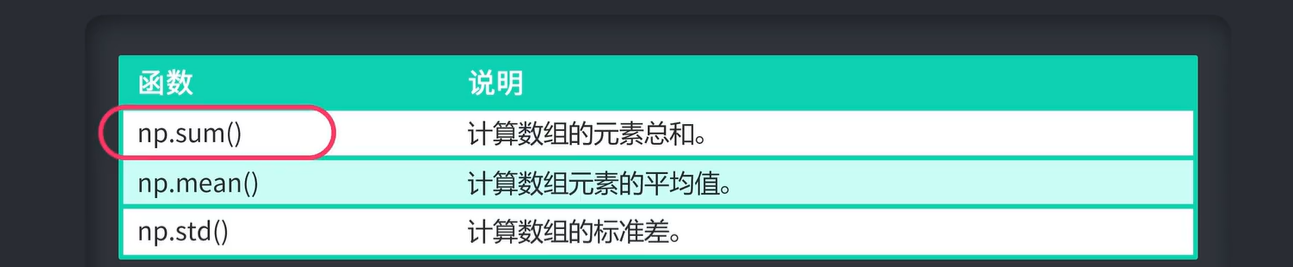 函数 说明
np.sum() 计算数组的元素总和。
np.mean() 计算数组元素的平均值。
np.std() 计算数组的标准差。